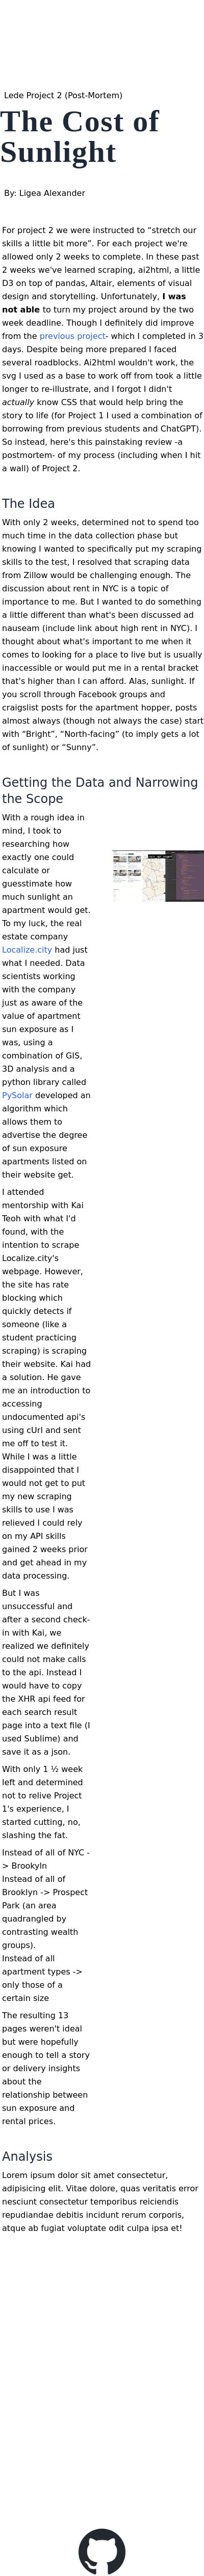 Lede Project 2 (Post-Mortem)
The Cost of
Sunlight
By: Ligea Alexander
For project 2 we were instructed to “stretch our
skills a little bit more”. For each project we're
allowed only 2 weeks to complete. In these past
2 weeks we've learned scraping, ai2html, a little
D3 on top of pandas, Altair, elements of visual
design and storytelling. Unfortunately, I was
not able to turn my project around by the two
week deadline. Though I definitely did improve
from the previous project- which I completed in 3
days. Despite being more prepared I faced
several roadblocks. Ai2html wouldn't work, the
svg I used as a base to work off from took a little
longer to re-illustrate, and I forgot I didn't
actually know CSS that would help bring the
story to life (for Project 1 I used a combination of
borrowing from previous students and ChatGPT).
So instead, here's this painstaking review -a
postmortem- of my process (including when I hit
a wall) of Project 2.
The Idea
With only 2 weeks, determined not to spend too
much time in the data collection phase but
knowing I wanted to specifically put my scraping
skills to the test, I resolved that scraping data
from Zillow would be challenging enough. The
discussion about rent in NYC is a topic of
importance to me. But I wanted to do something
a little different than what's been discussed ad
nauseam (include link about high rent in NYC). I
thought about what's important to me when it
comes to looking for a place to live but is usually
inaccessible or would put me in a rental bracket
that's higher than I can afford. Alas, sunlight. If
you scroll through Facebook groups and
craigslist posts for the apartment hopper, posts
almost always (though not always the case) start
with “Bright”, “North-facing” (to imply gets a lot
of sunlight) or “Sunny”.
Getting the Data and Narrowing
the Scope
With a rough idea in
mind, I took to
researching how
exactly one could
calculate or
guesstimate how
much sunlight an
apartment would get.
To my luck, the real
estate company
Localize.city had just
what I needed. Data
scientists working
with the company
just as aware of the
value of apartment
sun exposure as I
was, using a
combination of GIS,
3D analysis and a
python library called
PySolar developed an
algorithm which
allows them to
advertise the degree
of sun exposure
apartments listed on
their website get.
I attended
mentorship with Kai
Teoh with what I'd
found, with the
intention to scrape
Localize.city's
webpage. However,
the site has rate
blocking which
quickly detects if
someone (like a
student practicing
scraping) is scraping
their website. Kai had
a solution. He gave
me an introduction to
accessing
undocumented api's
using cUrl and sent
me off to test it.
While I was a little
disappointed that I
would not get to put
my new scraping
skills to use I was
relieved I could rely
on my API skills
gained 2 weeks prior
and get ahead in my
data processing.
But I was
unsuccessful and
after a second check-
in with Kai, we
realized we definitely
could not make calls
to the api. Instead I
would have to copy
the XHR api feed for
each search result
page into a text file (I
used Sublime) and
save it as a json.
With only 1 ½ week
left and determined
not to relive Project
1's experience, I
started cutting, no,
slashing the fat.
Instead of all of NYC -
> Brookyln
Instead of all of
Brooklyn -> Prospect
Park (an area
quadrangled by
contrasting wealth
groups).
Instead of all
apartment types ->
only those of a
certain size
The resulting 13
pages weren't ideal
but were hopefully
enough to tell a story
or delivery insights
about the
relationship between
sun exposure and
rental prices.
Analysis
Lorem ipsum dolor sit amet consectetur,
adipisicing elit. Vitae dolore, quas veritatis error
nesciunt consectetur temporibus reiciendis
repudiandae debitis incidunt rerum corporis,
atque ab fugiat voluptate odit culpa ipsa et!